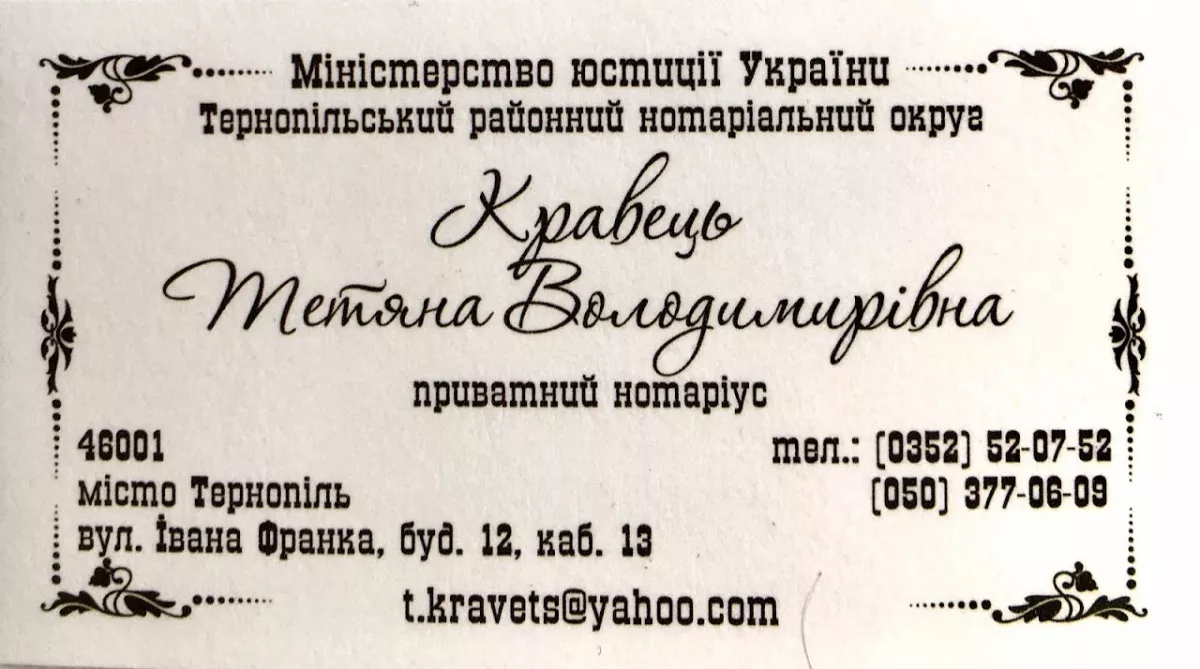 Міністерство юстиції України
Тернопільський районний нотаріальний округ
Кравець
Тетяна Володимирівна
приватний нотаріус
46001
місто Тернопіль
вул. Івана Франка, буд. 12, каб. 13
тел.: (0352) 52-07-52
(050) 377-06-09
t.kravets@yahoo.com